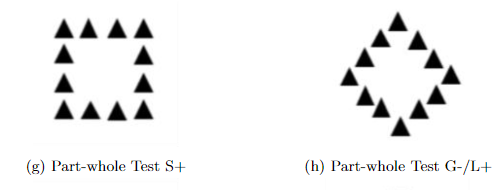 (g) Part-whole Test S+
(h) Part-whole Test G-/L+